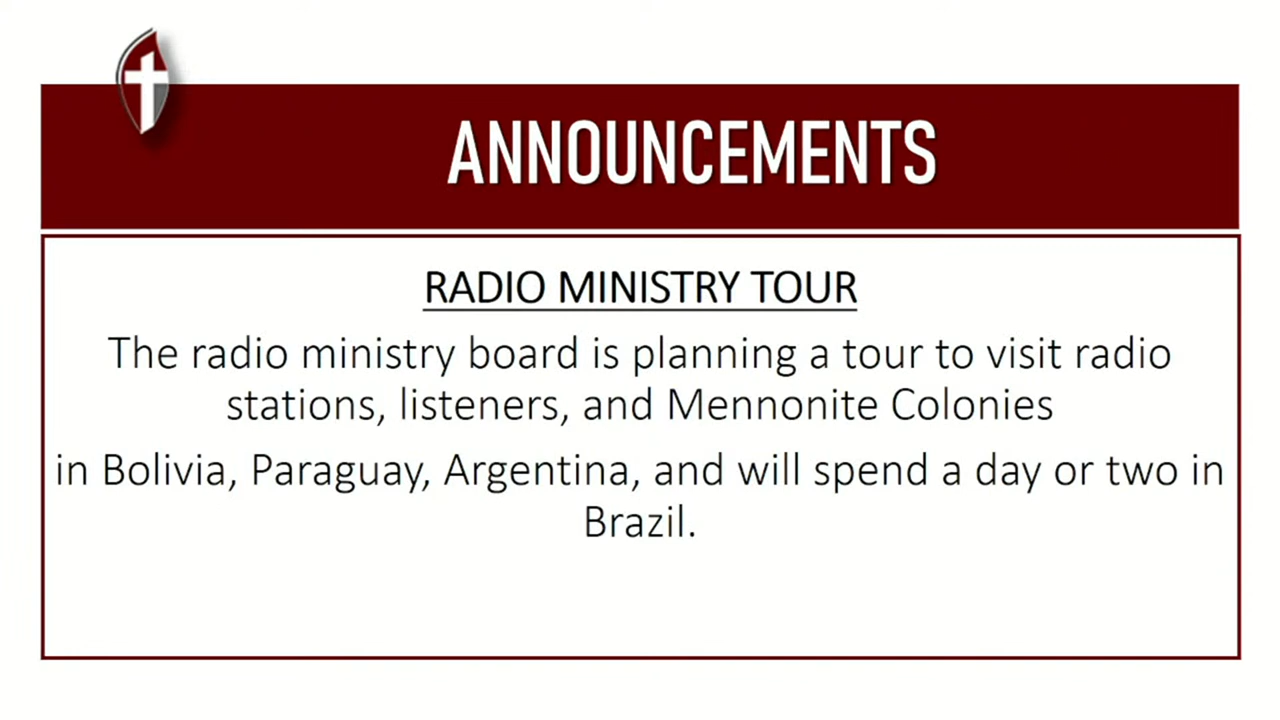 ANNOUNCEMENTS
RADIO MINISTRY TOUR
The radio ministry board is planning a tour to visit radio
stations, listeners, and Mennonite Colonies
in Bolivia, Paraguay, Argentina, and will spend a day or two in
Brazil.